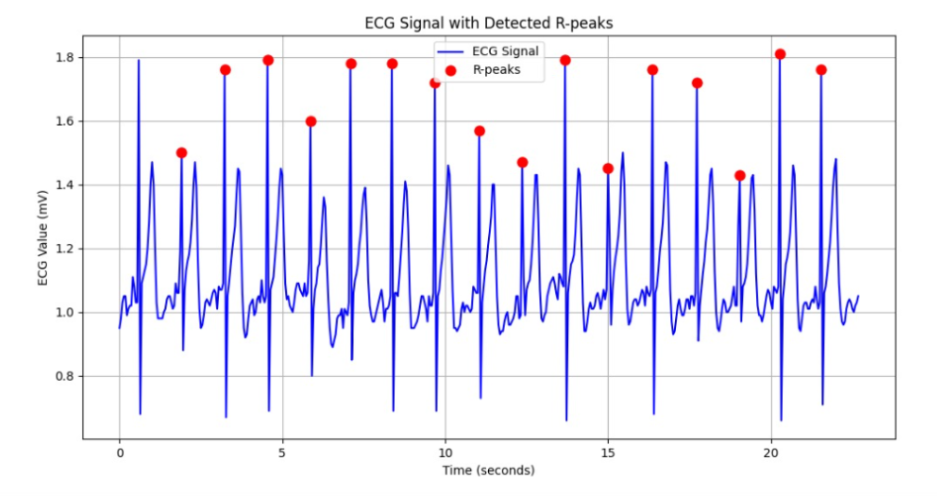 ECG Signal with Detected R-peaks
ECG Signal
R-peaks
1.8
1.6
1.4
1.2
1.0
0.8
ECG Value (mV)
0
5
10
15
20
Time (seconds)